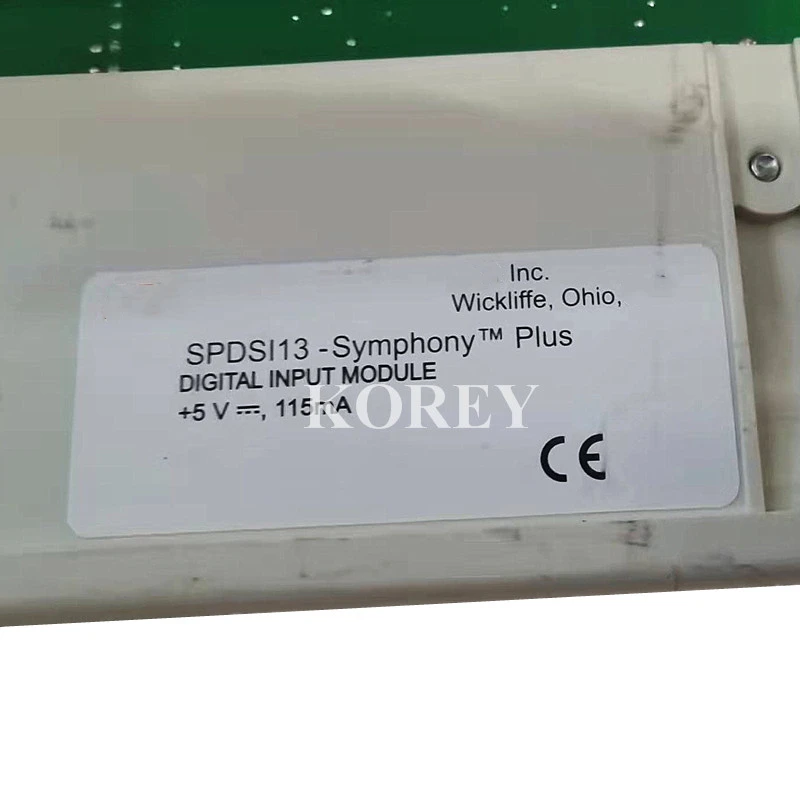 Inc.
Wickliffe, Ohio,
SPDSI13 -Symphony™ Plus
DIGITAL INPUT MODULE
+5 V ⎓, 115mA
KOREY
CE